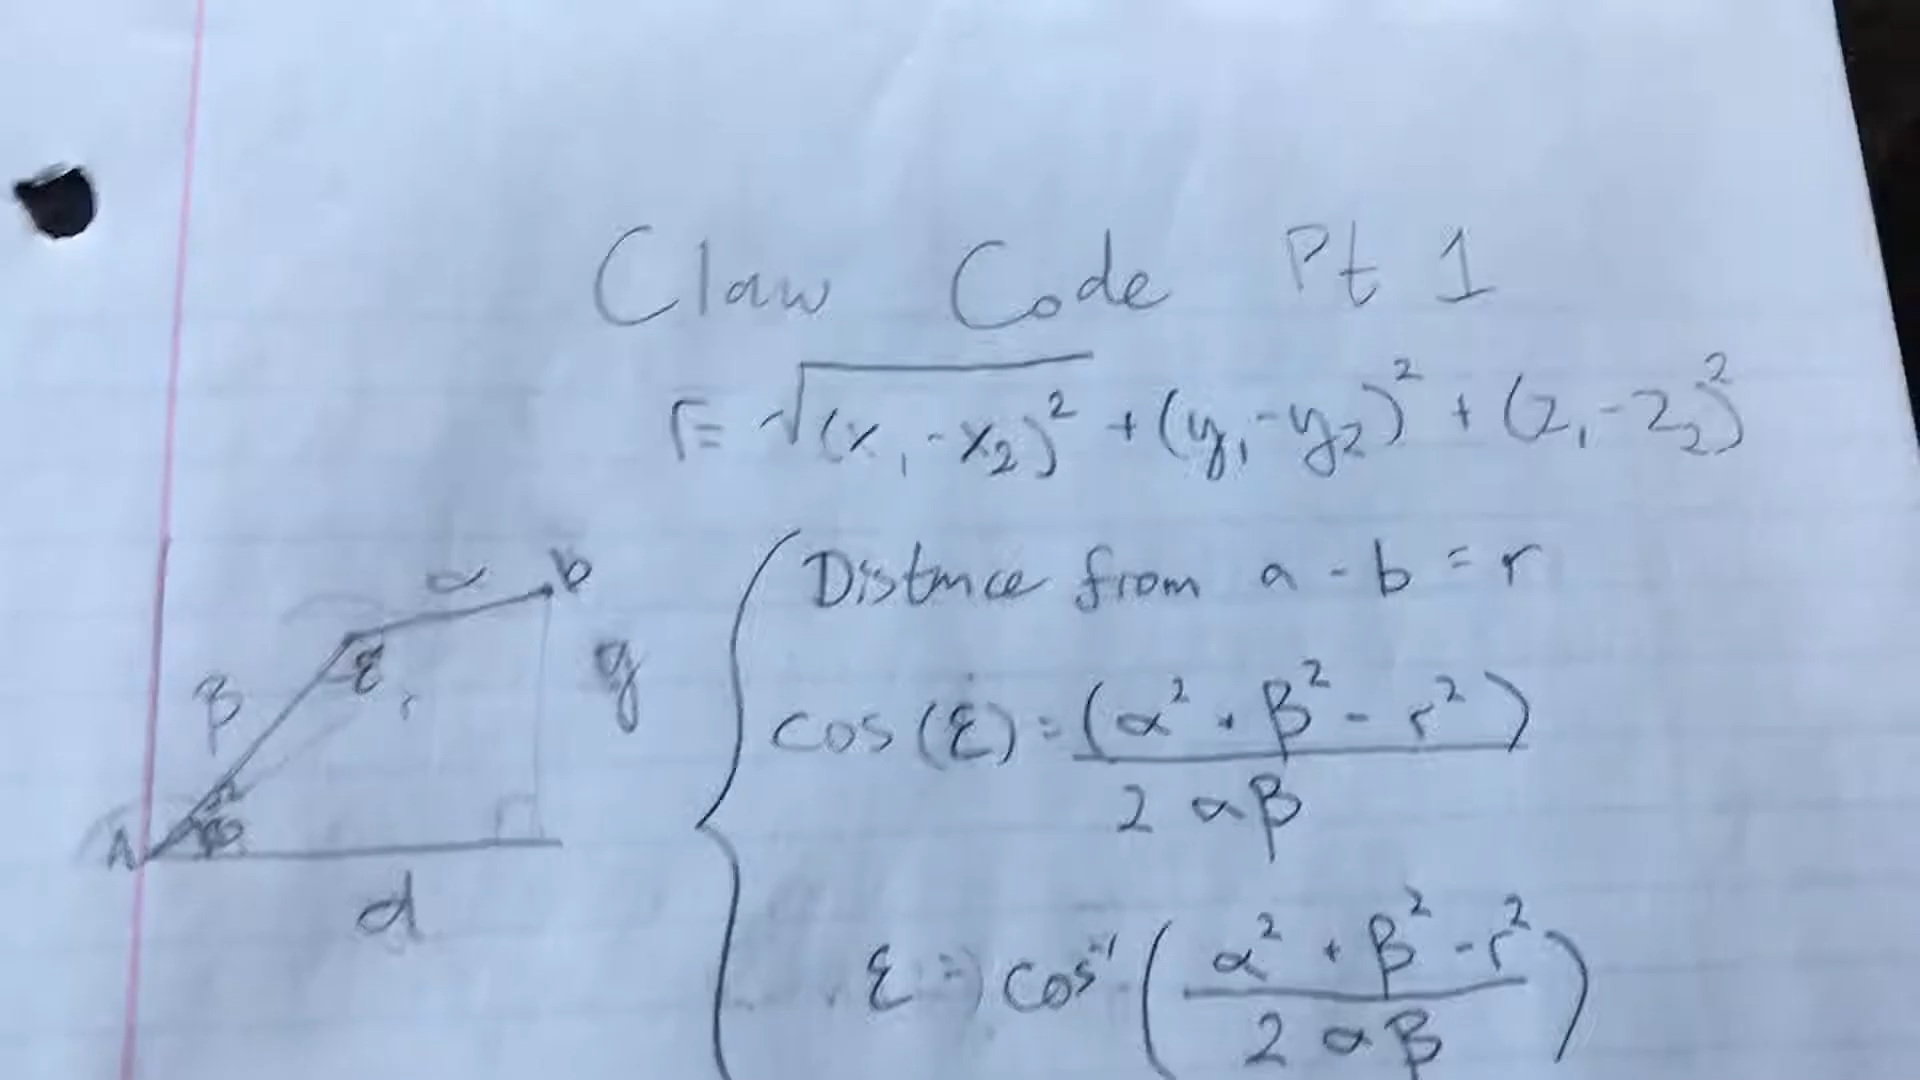 Claw Code Pt 1
r= √(x₁-x₂)² + (y₁-y₂)² + (z₁-z₂)²
Distance from a - b = r
cos(ε) = (α² + β² - r²)
2αβ
ε = cos⁻¹ (α² + β² - r²
2αβ)
α b
β ε r y
A
d